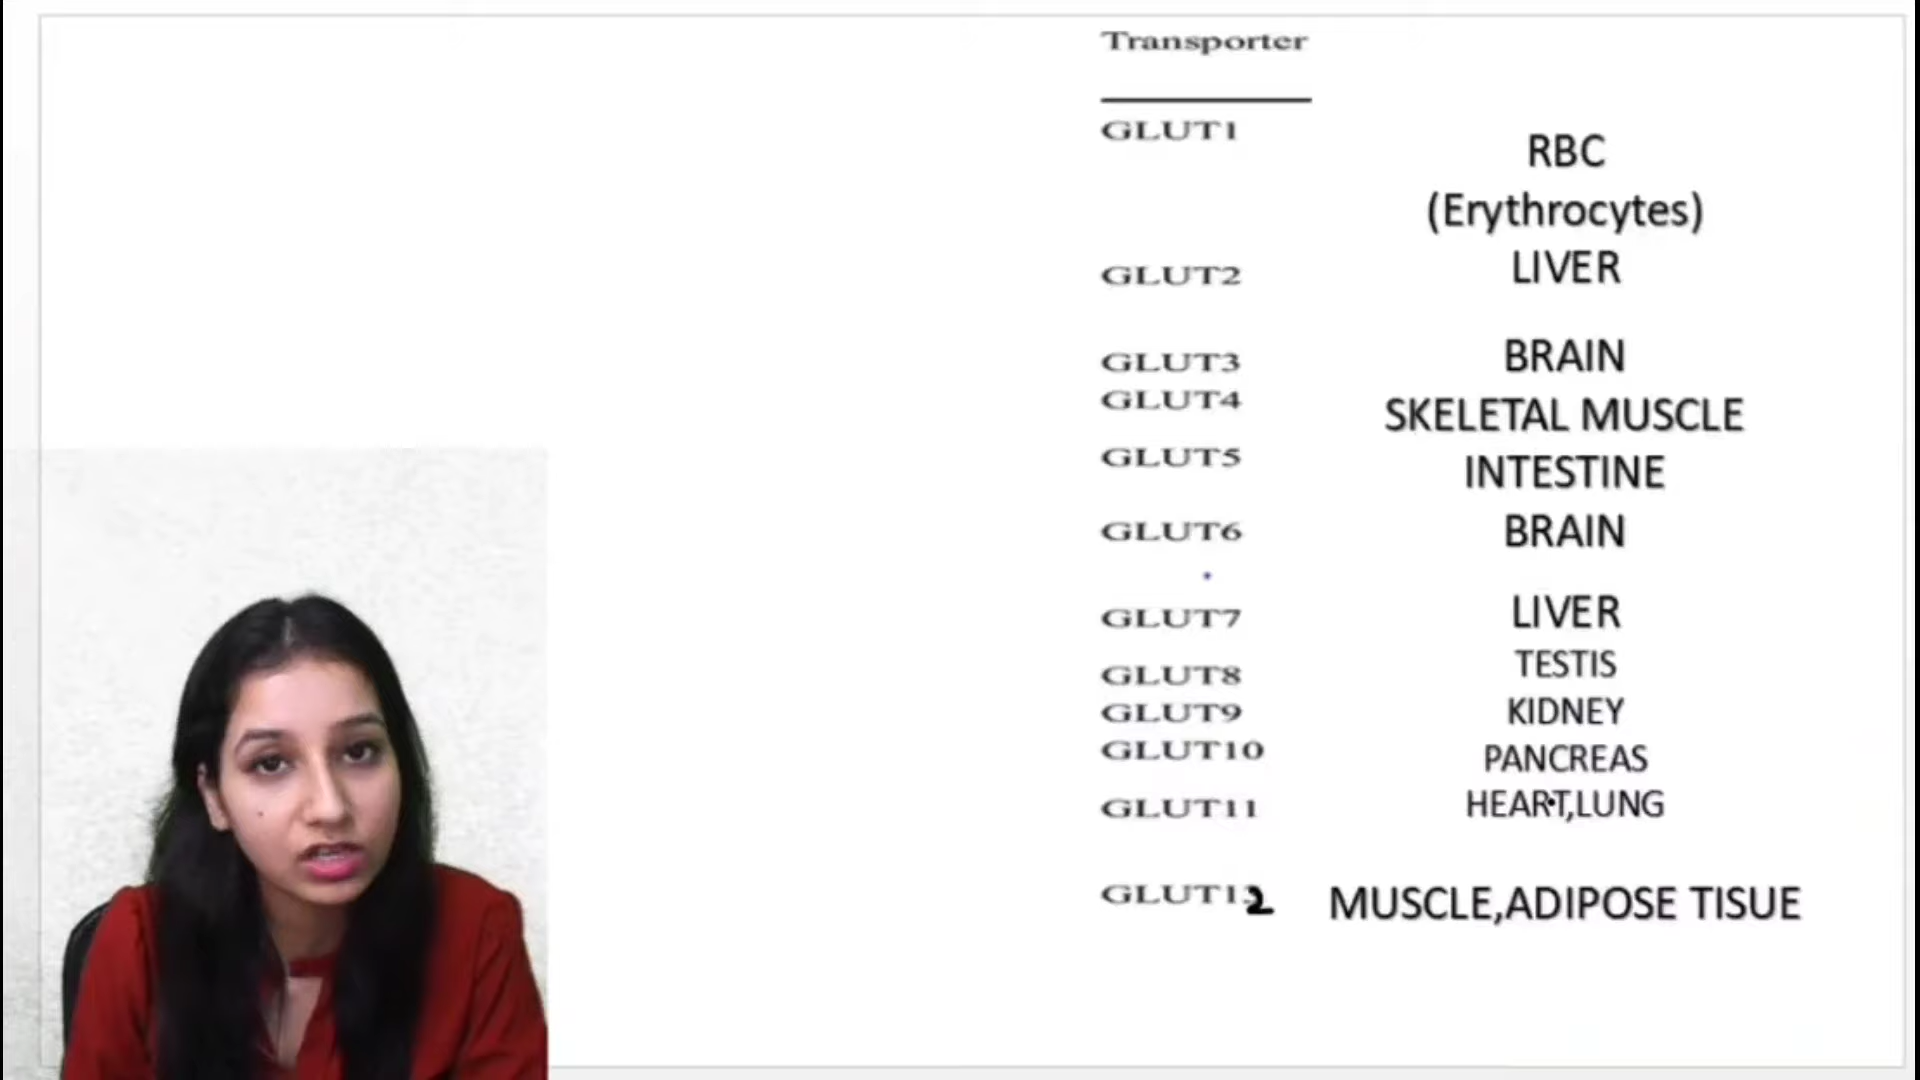 Transporter
GLUT1
RBC
(Erythrocytes)
GLUT2 LIVER
GLUT3 BRAIN
GLUT4 SKELETAL MUSCLE
GLUT5 INTESTINE
GLUT6 BRAIN
GLUT7 LIVER
GLUT8 TESTIS
GLUT9 KIDNEY
GLUT10 PANCREAS
GLUT11 HEART,LUNG
GLUT12 MUSCLE,ADIPOSE TISUE